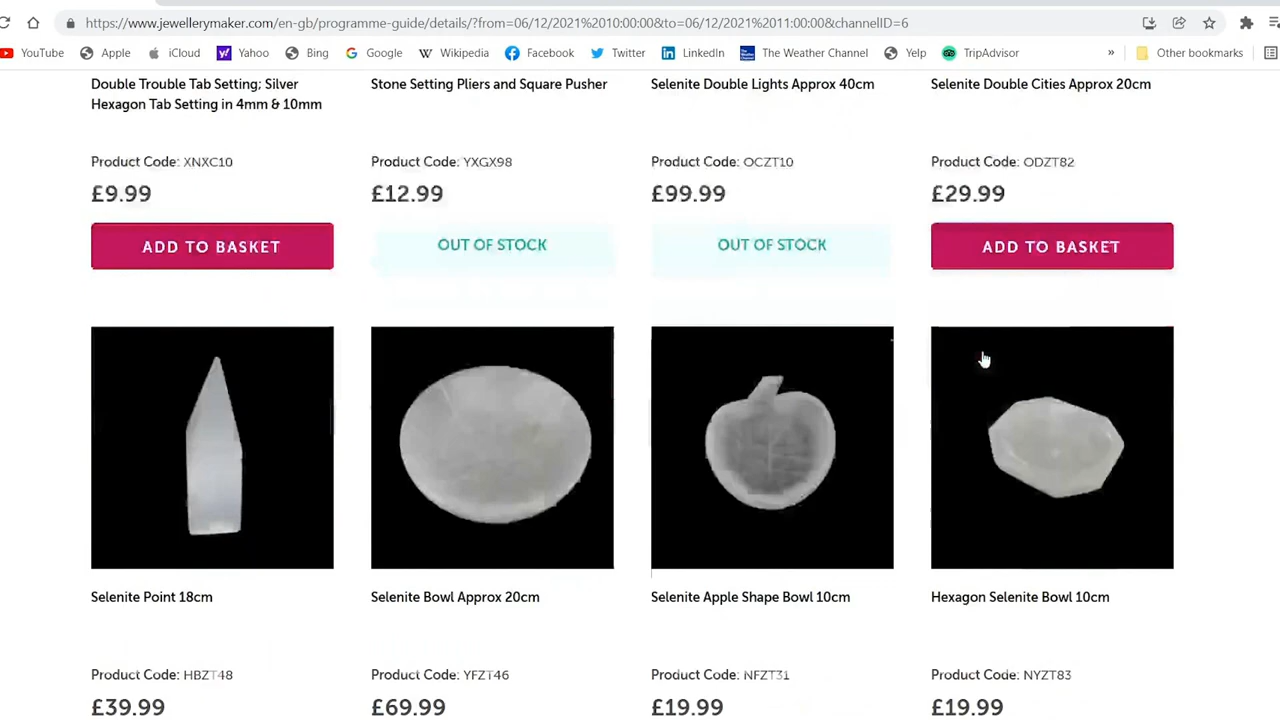 https://www.jewellerymaker.com/en-gb/programme-guide/details/?from=06/12/2021%2010:00:00&to=06/12/2021%2011:00:00&channelID=6
YouTube Apple iCloud Yahoo Bing Google Wikipedia Facebook Twitter LinkedIn The Weather Channel Yelp TripAdvisor » Other bookmarks
Double Trouble Tab Setting; Silver
Hexagon Tab Setting in 4mm & 10mm
Product Code: XNXC10
£9.99
ADD TO BASKET
Stone Setting Pliers and Square Pusher
Product Code: YXGX98
£12.99
OUT OF STOCK
Selenite Double Lights Approx 40cm
Product Code: OCZT10
£99.99
OUT OF STOCK
Selenite Double Cities Approx 20cm
Product Code: ODZT82
£29.99
ADD TO BASKET
Selenite Point 18cm
Product Code: HBZT48
£39.99
Selenite Bowl Approx 20cm
Product Code: YFZT46
£69.99
Selenite Apple Shape Bowl 10cm
Product Code: NFZT31
£19.99
Hexagon Selenite Bowl 10cm
Product Code: NYZT83
£19.99